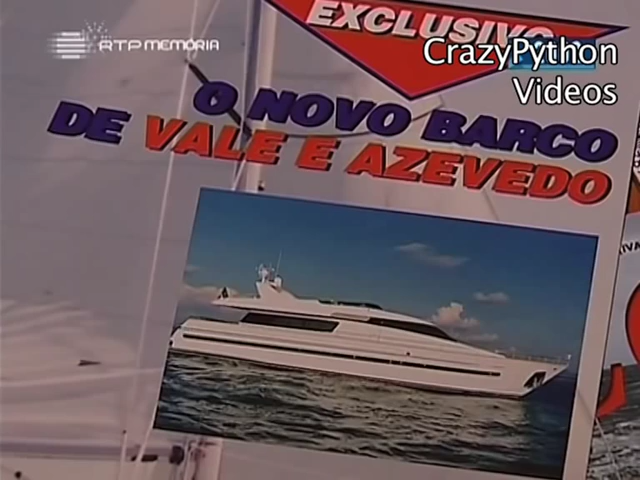 RTP MEMÓRIA
EXCLUSIVO
CrazyPython
Videos
O NOVO BARCO
DE VALE E AZEVEDO